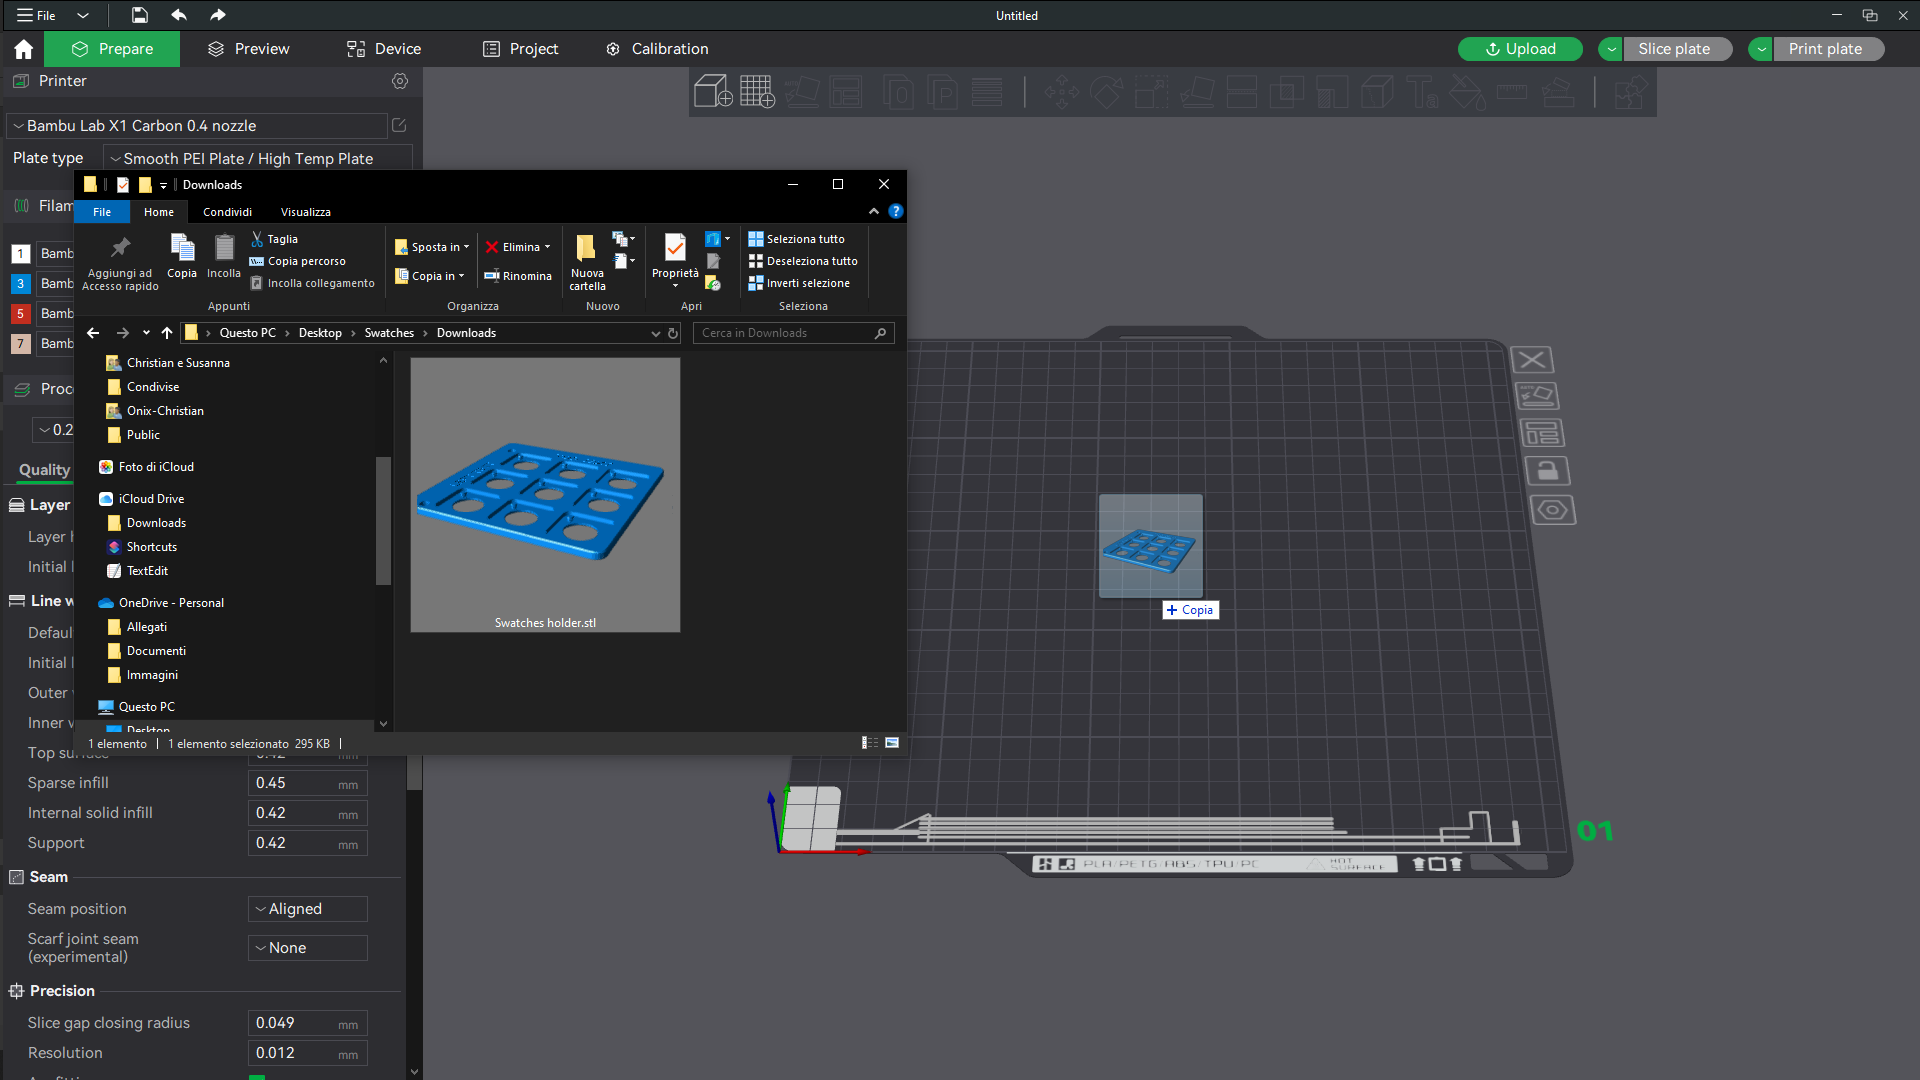 File
Untitled
Prepare
Preview
Device
Project
Calibration
Upload
Slice plate
Print plate
Printer
Bambu Lab X1 Carbon 0.4 nozzle
Plate type
Smooth PEI Plate / High Temp Plate
Downloads
File
Home
Condividi
Visualizza
Filam
1
Bamb
3
Bamb
5
Bamb
7
Bamb
Proce
0.2
Quality
Layer
Layer h
Initial l
Line w
Defaul
Initial l
Outer v
Inner v
Top surface
0.42
mm
Aggiungi ad
Accesso rapido
Copia
Incolla
Taglia
Copia percorso
Incolla collegamento
Appunti
Sposta in
Copia in
Elimina
Rinomina
Organizza
Nuova
cartella
Nuovo
Proprietà
Apri
Seleziona tutto
Deseleziona tutto
Inverti selezione
Seleziona
Questo PC
Desktop
Swatches
Downloads
Cerca in Downloads
Christian e Susanna
Condivise
Onix-Christian
Public
Foto di iCloud
iCloud Drive
Downloads
Shortcuts
TextEdit
OneDrive - Personal
Allegati
Documenti
Immagini
Questo PC
Desktop
Swatches holder.stl
1 elemento
1 elemento selezionato 295 KB
Copia
Sparse infill
0.45
mm
Internal solid infill
0.42
mm
Support
0.42
mm
Seam
Seam position
Aligned
Scarf joint seam
(experimental)
None
Precision
Slice gap closing radius
0.049
mm
Resolution
0.012
mm
PLA/PETG/ABS/TPU/PC
HOT
SURFACE
01